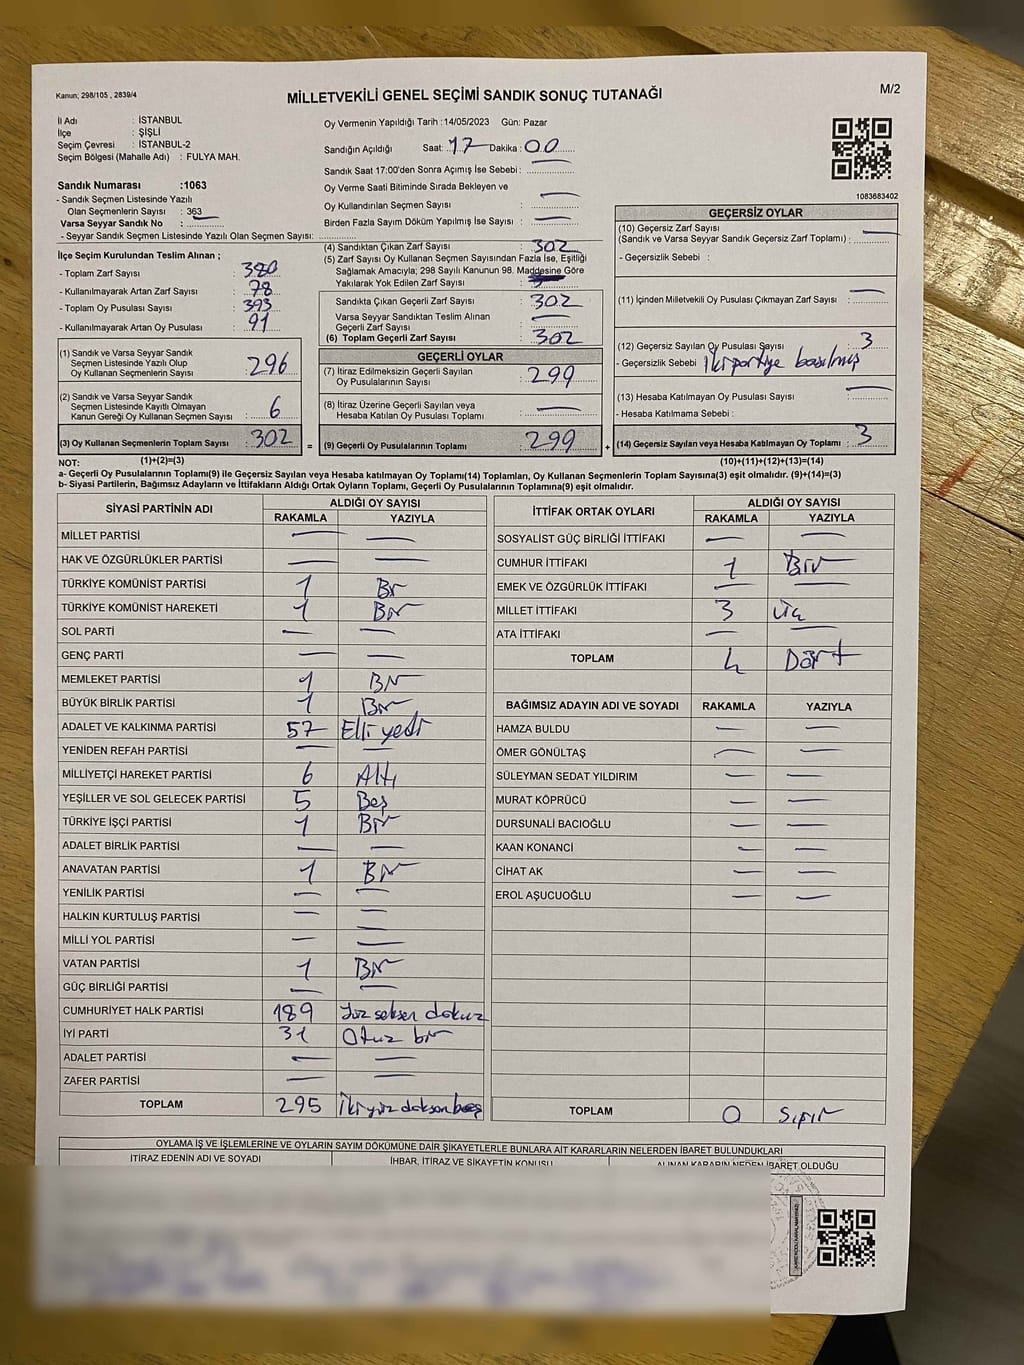 Kanun; 298/105 , 2839/4
MİLLETVEKİLİ GENEL SEÇİMİ SANDIK SONUÇ TUTANAĞI
M/2
İl Adı : İSTANBUL
İlçe : ŞİŞLİ
Seçim Çevresi : İSTANBUL-2
Seçim Bölgesi (Mahalle Adı) : FULYA MAH.
Sandık Numarası :1063
- Sandık Seçmen Listesinde Yazılı
Olan Seçmenlerin Sayısı : 363
Varsa Seyyar Sandık No :
- Seyyar Sandık Seçmen Listesinde Yazılı Olan Seçmen Sayısı:
Oy Vermenin Yapıldığı Tarih :14/05/2023 Gün: Pazar
Sandığın Açıldığı Saat: 17 Dakika : 00
Sandık Saat 17:00'den Sonra Açımış İse Sebebi :
Oy Verme Saati Bitiminde Sırada Bekleyen ve
Oy Kullandırılan Seçmen Sayısı :
Birden Fazla Sayım Döküm Yapılmış İse Sayısı :
1083683402
İlçe Seçim Kurulundan Teslim Alınan ;
- Toplam Zarf Sayısı : 380
- Kullanılmayarak Artan Zarf Sayısı : 78
- Toplam Oy Pusulası Sayısı : 393
- Kullanılmayarak Artan Oy Pusulası : 91
(4) Sandıktan Çıkan Zarf Sayısı : 302
(5) Zarf Sayısı Oy Kullanan Seçmen Sayısından Fazla İse, Eşitliği
Sağlamak Amacıyla; 298 Sayılı Kanunun 98. Maddesine Göre
Yakılarak Yok Edilen Zarf Sayısı :
Sandıkta Çıkan Geçerli Zarf Sayısı : 302
Varsa Seyyar Sandıktan Teslim Alınan
Geçerli Zarf Sayısı :
(6) Toplam Geçerli Zarf Sayısı : 302
GEÇERSİZ OYLAR
(10) Geçersiz Zarf Sayısı
(Sandık ve Varsa Seyyar Sandık Geçersiz Zarf Toplamı) :
- Geçersizlik Sebebi :
(11) İçinden Milletvekili Oy Pusulası Çıkmayan Zarf Sayısı :
(12) Geçersiz Sayılan Oy Pusulası Sayısı : 3
- Geçersizlik Sebebi : İki partiye basılmış
(13) Hesaba Katılmayan Oy Pusulası Sayısı :
- Hesaba Katılmama Sebebi :
(14) Geçersiz Sayılan veya Hesaba Katılmayan Oy Toplamı : 3
(1) Sandık ve Varsa Seyyar Sandık
Seçmen Listesinde Yazılı Olup
Oy Kullanan Seçmenlerin Sayısı : 296
(2) Sandık ve Varsa Seyyar Sandık
Seçmen Listesinde Kayıtlı Olmayan
Kanun Gereği Oy Kullanan Seçmen Sayısı : 6
(3) Oy Kullanan Seçmenlerin Toplam Sayısı : 302 =
GEÇERLİ OYLAR
(7) İtiraz Edilmeksizin Geçerli Sayılan
Oy Pusulalarının Sayısı : 299
(8) İtiraz Üzerine Geçerli Sayılan veya
Hesaba Katılan Oy Pusulası Toplamı :
(9) Geçerli Oy Pusulalarının Toplamı : 299 +
NOT: (1)+(2)=(3) (10)+(11)+(12)+(13)=(14)
a- Geçerli Oy Pusulalarının Toplamı(9) ile Geçersiz Sayılan veya Hesaba katılmayan Oy Toplamı(14) Toplamları, Oy Kullanan Seçmenlerin Toplam Sayısına(3) eşit olmalıdır. (9)+(14)=(3)
b- Siyasi Partilerin, Bağımsız Adayların ve İttifakların Aldığı Ortak Oyların Toplamı, Geçerli Oy Pusulalarının Toplamına(9) eşit olmalıdır.
SİYASİ PARTİNİN ADI ALDIĞI OY SAYISI
RAKAMLA YAZIYLA
MİLLET PARTİSİ
HAK VE ÖZGÜRLÜKLER PARTİSİ
TÜRKİYE KOMÜNİST PARTİSİ 1 Bir
TÜRKİYE KOMÜNİST HAREKETİ 1 Bir
SOL PARTİ
GENÇ PARTİ
MEMLEKET PARTİSİ 1 Bir
BÜYÜK BİRLİK PARTİSİ 1 Bir
ADALET VE KALKINMA PARTİSİ 57 Elli yedi
YENİDEN REFAH PARTİSİ
MİLLİYETÇİ HAREKET PARTİSİ 6 Altı
YEŞİLLER VE SOL GELECEK PARTİSİ 5 Beş
TÜRKİYE İŞÇİ PARTİSİ 1 Bir
ADALET BİRLİK PARTİSİ
ANAVATAN PARTİSİ 1 Bir
YENİLİK PARTİSİ
HALKIN KURTULUŞ PARTİSİ
MİLLİ YOL PARTİSİ
VATAN PARTİSİ 1 Bir
GÜÇ BİRLİĞİ PARTİSİ
CUMHURİYET HALK PARTİSİ 189 Yüz seksen dokuz
İYİ PARTİ 31 Otuz bir
ADALET PARTİSİ
ZAFER PARTİSİ
TOPLAM 295 İki yüz doksan beş
İTTİFAK ORTAK OYLARI ALDIĞI OY SAYISI
RAKAMLA YAZIYLA
SOSYALİST GÜÇ BİRLİĞİ İTTİFAKI
CUMHUR İTTİFAKI 1 Bir
EMEK VE ÖZGÜRLÜK İTTİFAKI
MİLLET İTTİFAKI 3 Üç
ATA İTTİFAKI
TOPLAM 4 Dört
BAĞIMSIZ ADAYIN ADI VE SOYADI RAKAMLA YAZIYLA
HAMZA BULDU
ÖMER GÖNÜLTAŞ
SÜLEYMAN SEDAT YILDIRIM
MURAT KÖPRÜCÜ
DURSUNALİ BACIOĞLU
KAAN KONANCİ
CİHAT AK
EROL AŞUCUOĞLU
TOPLAM 0 Sıfır
OYLAMA İŞ VE İŞLEMLERİNE VE OYLARIN SAYIM DÖKÜMÜNE DAİR ŞİKAYETLERLE BUNLARA AİT KARARLARIN NELERDEN İBARET BULUNDUKLARI
İTİRAZ EDENİN ADI VE SOYADI İHBAR, İTİRAZ VE ŞİKAYETİN KONUSU ALINAN KARARIN NEDEN İBARET OLDUĞU